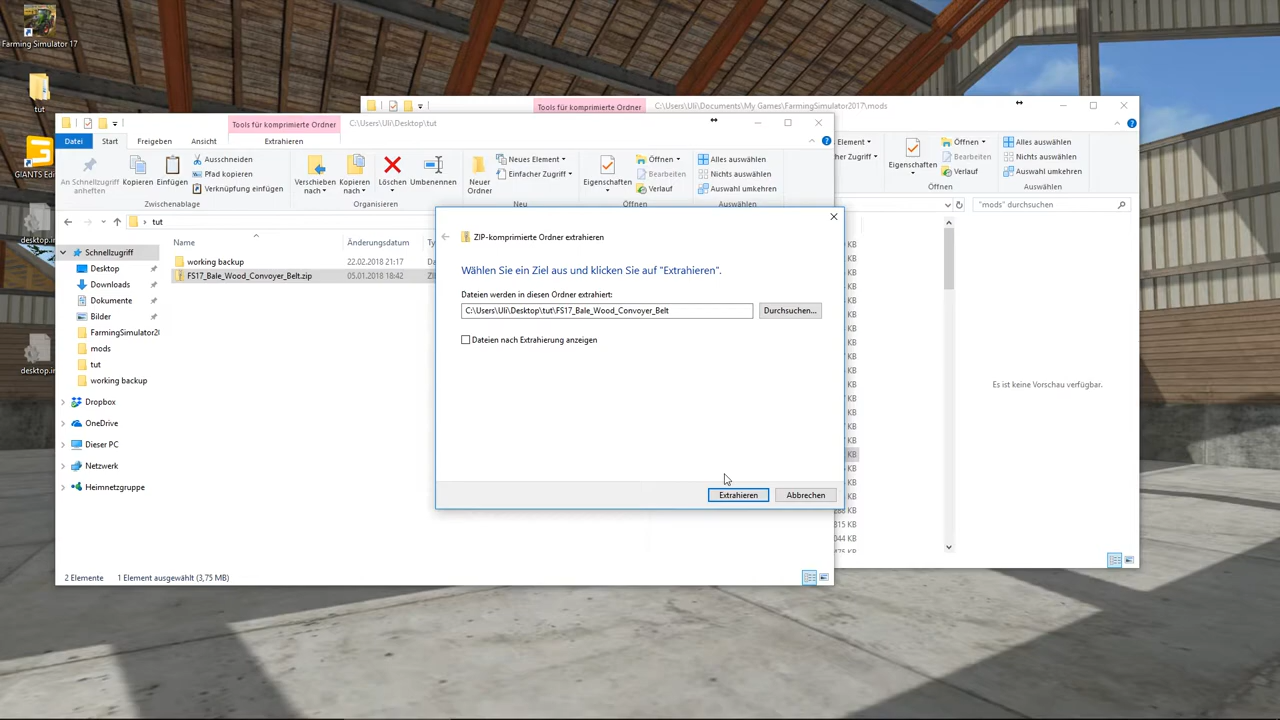 Farming Simulator 17
tut
GIANTS Edi
desktop.in
desktop.in
Tools für komprimierte Ordner
C:\Users\Uli\Documents\My Games\FarmingSimulator2017\mods
Öffnen
Bearbeiten
Verlauf
Eigenschaften
Öffnen
Alles auswählen
Nichts auswählen
Auswahl umkehren
Auswählen
"mods" durchsuchen
Es ist keine Vorschau verfügbar.
Tools für komprimierte Ordner
C:\Users\Uli\Desktop\tut
Datei
Start
Freigeben
Ansicht
Extrahieren
An Schnellzugriff
anheften
Kopieren
Einfügen
Ausschneiden
Pfad kopieren
Verknüpfung einfügen
Zwischenablage
Verschieben
nach
Kopieren
nach
Löschen
Umbenennen
Organisieren
Neuer
Ordner
Neues Element
Einfacher Zugriff
Neu
Eigenschaften
Öffnen
Bearbeiten
Verlauf
Öffnen
Alles auswählen
Nichts auswählen
Auswahl umkehren
Auswählen
tut
Name
Änderungsdatum
working backup
22.02.2018 21:17
FS17_Bale_Wood_Convoyer_Belt.zip
05.01.2018 18:42
Schnellzugriff
Desktop
Downloads
Dokumente
Bilder
FarmingSimulator20
mods
tut
working backup
Dropbox
OneDrive
Dieser PC
Netzwerk
Heimnetzgruppe
2 Elemente
1 Element ausgewählt (3,75 MB)
ZIP-komprimierte Ordner extrahieren
Wählen Sie ein Ziel aus und klicken Sie auf "Extrahieren".
Dateien werden in diesen Ordner extrahiert:
C:\Users\Uli\Desktop\tut\FS17_Bale_Wood_Convoyer_Belt
Durchsuchen...
Dateien nach Extrahierung anzeigen
Extrahieren
Abbrechen